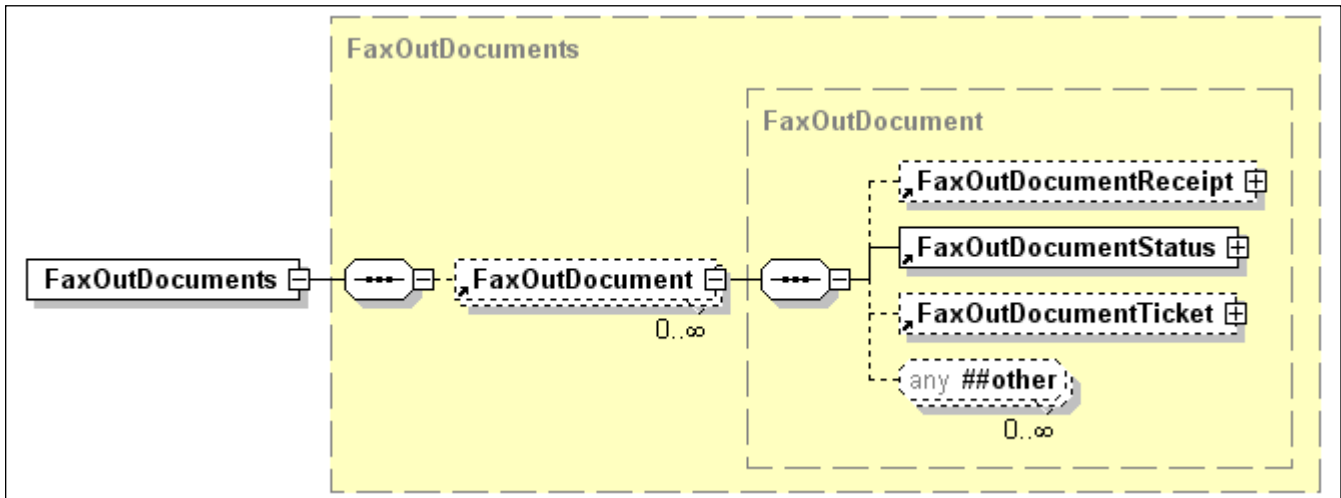 FaxOutDocuments
FaxOutDocument
FaxOutDocumentReceipt
FaxOutDocumentStatus
FaxOutDocuments
FaxOutDocument
0..∞
FaxOutDocumentTicket
any ##other
0..∞